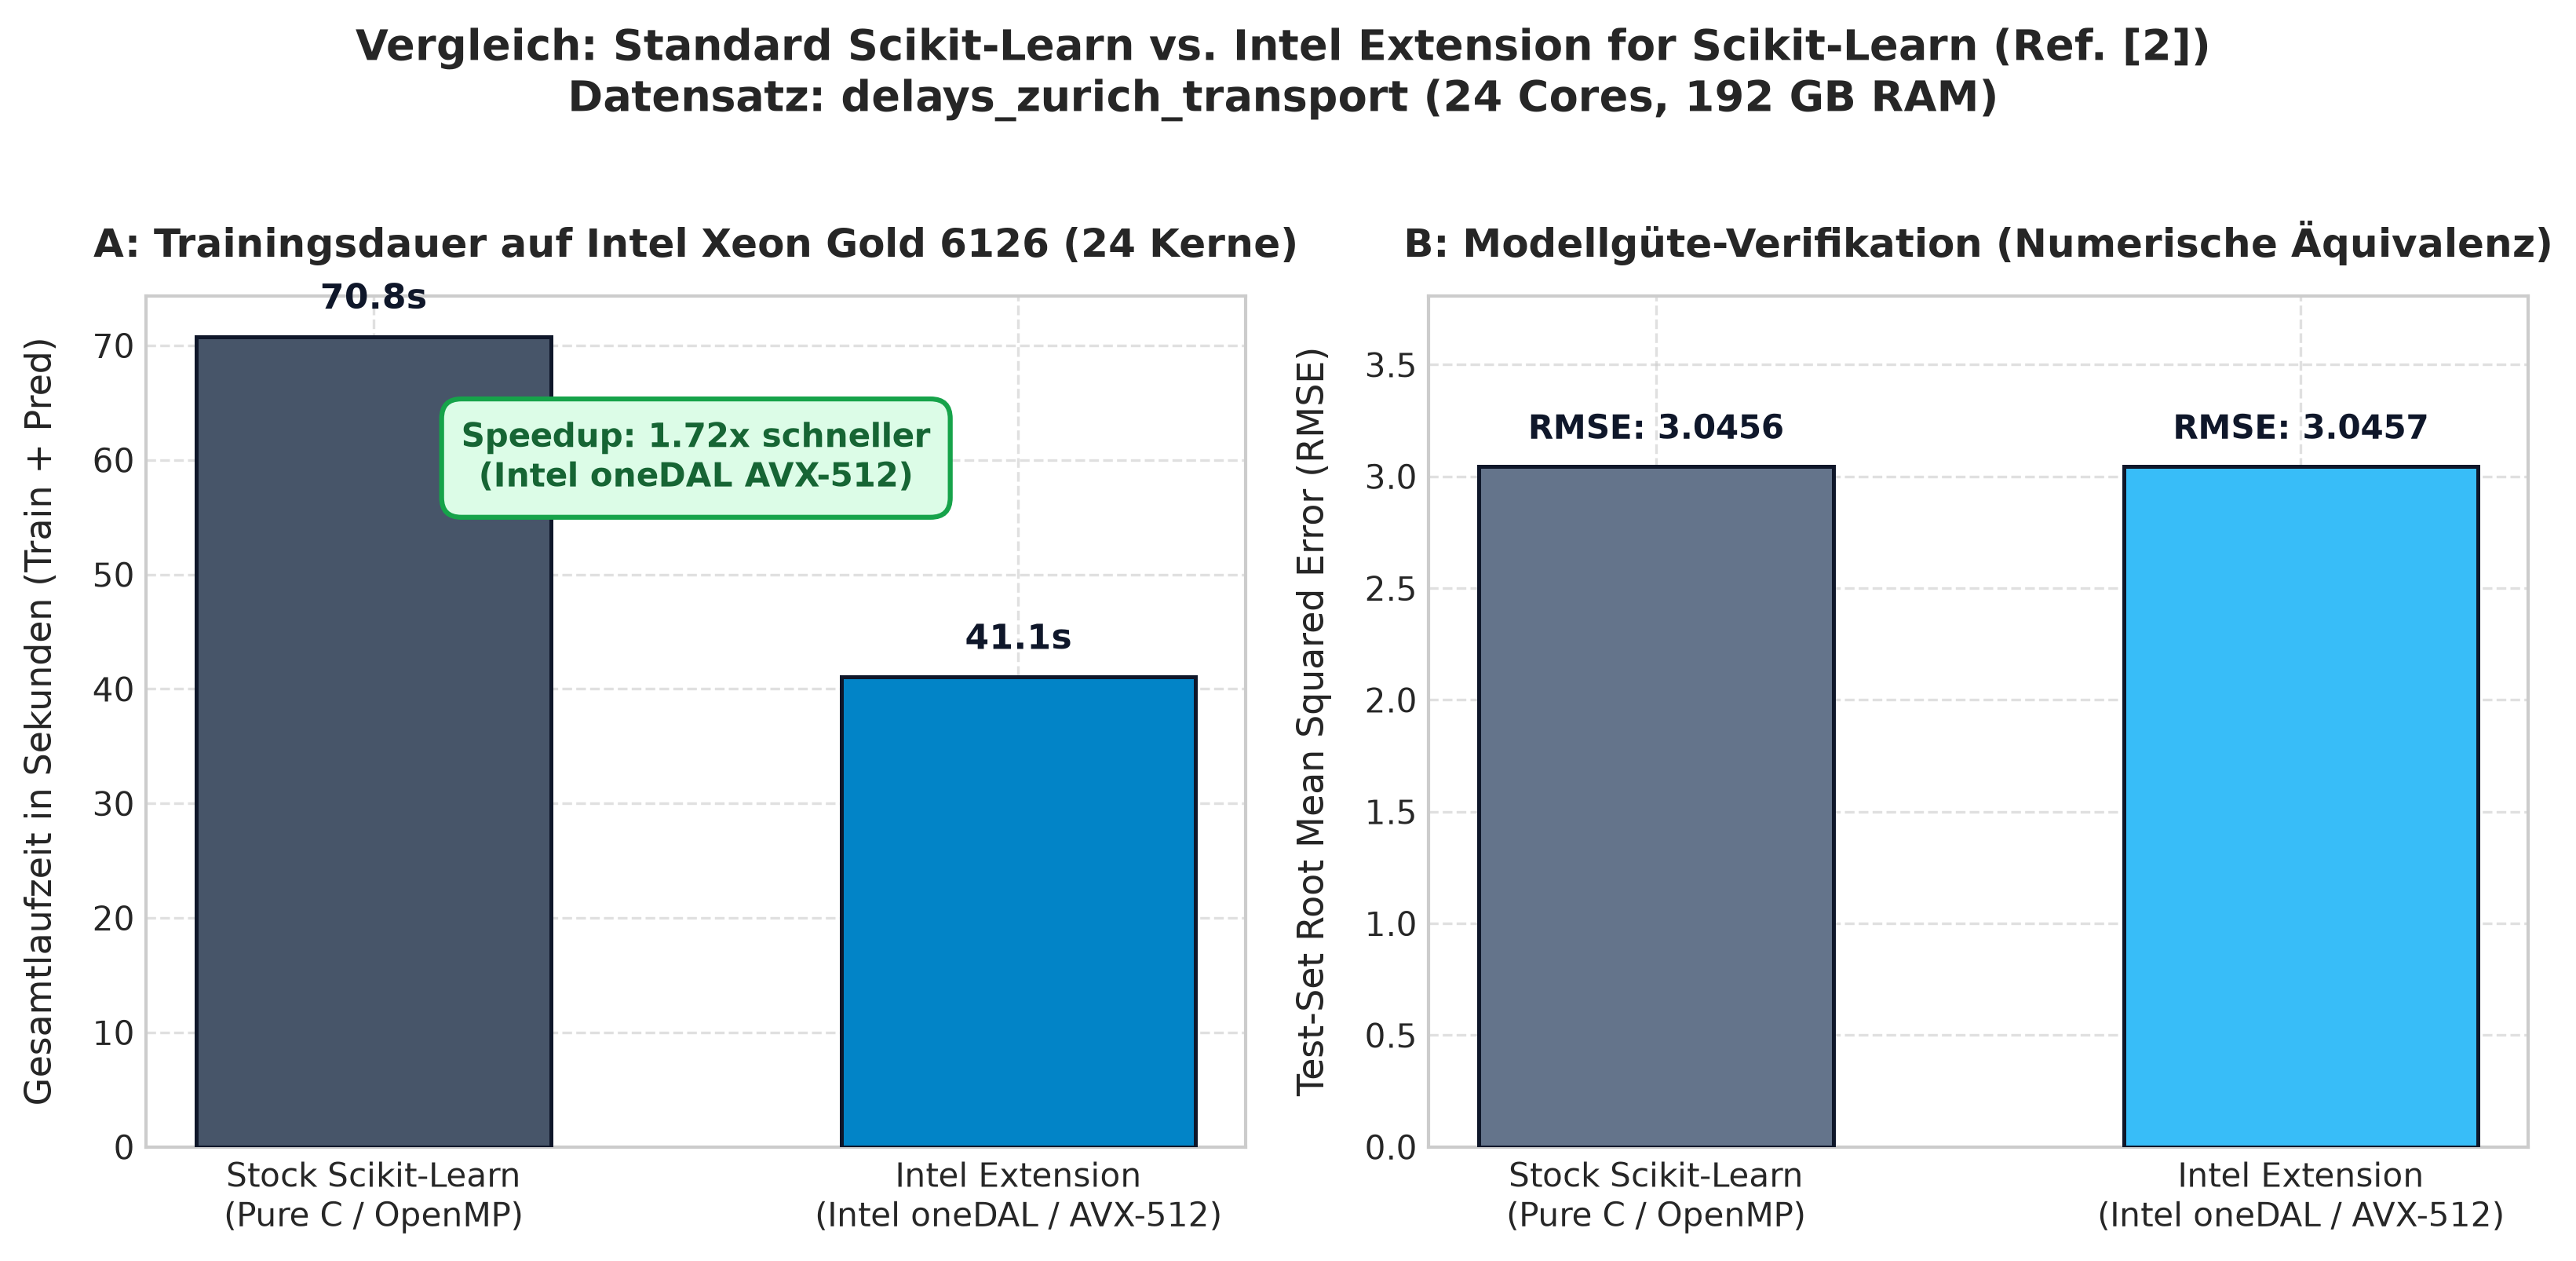 Vergleich: Standard Scikit-Learn vs. Intel Extension for Scikit-Learn (Ref. [2])
Datensatz: delays_zurich_transport (24 Cores, 192 GB RAM)
A: Trainingsdauer auf Intel Xeon Gold 6126 (24 Kerne)
Gesamtlaufzeit in Sekunden (Train + Pred)
70
60
50
40
30
20
10
0
70.8s
Speedup: 1.72x schneller
(Intel oneDAL AVX-512)
41.1s
Stock Scikit-Learn
(Pure C / OpenMP)
Intel Extension
(Intel oneDAL / AVX-512)
B: Modellgüte-Verifikation (Numerische Äquivalenz)
Test-Set Root Mean Squared Error (RMSE)
3.5
3.0
2.5
2.0
1.5
1.0
0.5
0.0
RMSE: 3.0456
RMSE: 3.0457
Stock Scikit-Learn
(Pure C / OpenMP)
Intel Extension
(Intel oneDAL / AVX-512)